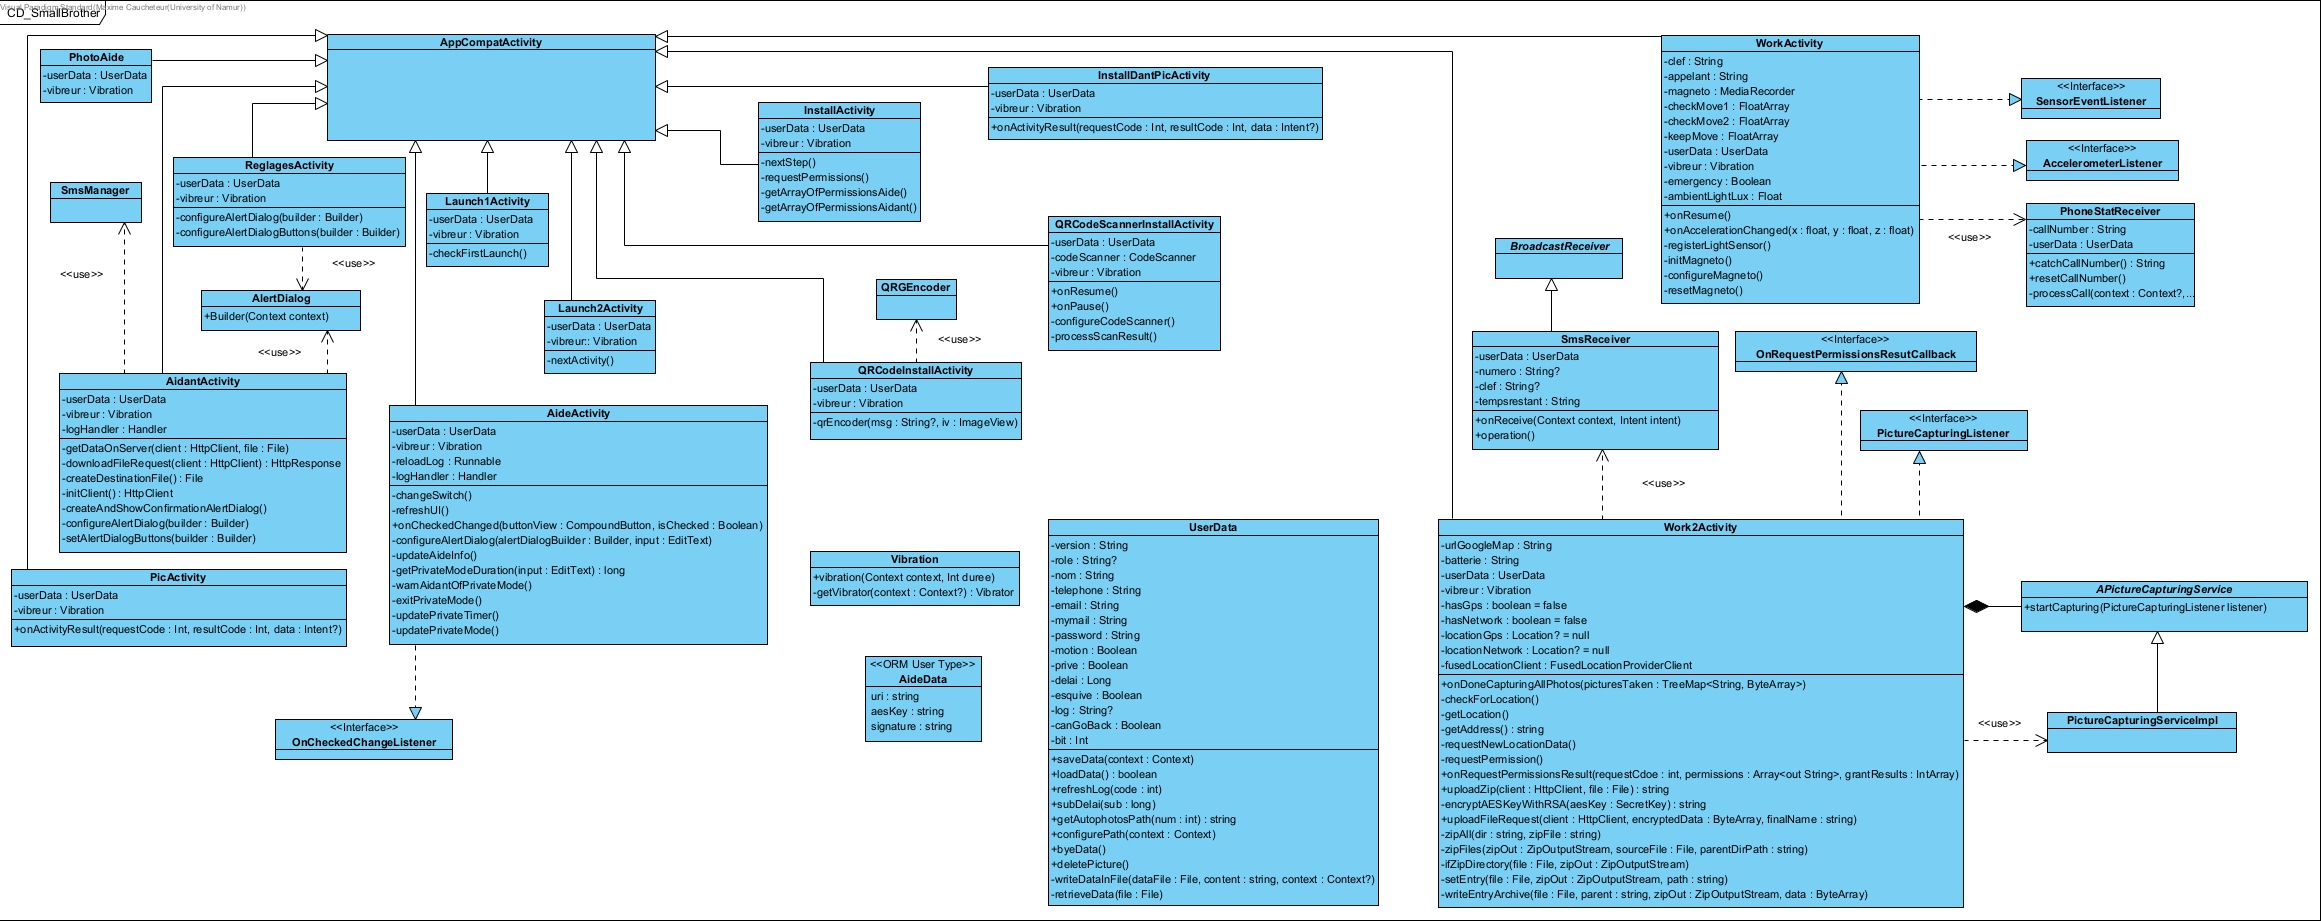 Visual Paradigm Standard(Maxime Caucheteur(University of Namur))
CD_SmallBrother
AppCompatActivity
PhotoAide
-userData : UserData
-vibreur : Vibration
ReglagesActivity
-userData : UserData
-vibreur : Vibration
-configureAlertDialog(builder : Builder)
-configureAlertDialogButtons(builder : Builder)
SmsManager
<<use>>
<<use>>
AlertDialog
+Builder(Context context)
<<use>>
AidantActivity
-userData : UserData
-vibreur : Vibration
-logHandler : Handler
-getDataOnServer(client : HttpClient, file : File)
-downloadFileRequest(client : HttpClient) : HttpResponse
-createDestinationFile() : File
-initClient() : HttpClient
-createAndShowConfirmationAlertDialog()
-configureAlertDialog(builder : Builder)
-setAlertDialogButtons(builder : Builder)
PicActivity
-userData : UserData
-vibreur : Vibration
+onActivityResult(requestCode : Int, resultCode : Int, data : Intent?)
Launch1Activity
-userData : UserData
-vibreur : Vibration
-checkFirstLaunch()
Launch2Activity
-userData : UserData
-vibreur:: Vibration
-nextActivity()
AideActivity
-userData : UserData
-vibreur : Vibration
-reloadLog : Runnable
-logHandler : Handler
-changeSwitch()
-refreshUI()
+onCheckedChanged(buttonView : CompoundButton, isChecked : Boolean)
-configureAlertDialog(alertDialogBuilder : Builder, input : EditText)
-updateAideInfo()
-getPrivateModeDuration(input : EditText) : long
-warnAidantOfPrivateMode()
-exitPrivateMode()
-updatePrivateTimer()
-updatePrivateMode()
<<Interface>>
OnCheckedChangeListener
InstallActivity
-userData : UserData
-vibreur : Vibration
-nextStep()
-requestPermissions()
-getArrayOfPermissionsAide()
-getArrayOfPermissionsAidant()
InstallDantPicActivity
-userData : UserData
-vibreur : Vibration
+onActivityResult(requestCode : Int, resultCode : Int, data : Intent?)
QRCodeScannerInstallActivity
-userData : UserData
-codeScanner : CodeScanner
-vibreur : Vibration
+onResume()
+onPause()
-configureCodeScanner()
-processScanResult()
QRGEncoder
<<use>>
QRCodeInstallActivity
-userData : UserData
-vibreur : Vibration
-qrEncoder(msg : String?, iv : ImageView)
Vibration
+vibration(Context context, Int duree)
-getVibrator(context : Context?) : Vibrator
<<ORM User Type>>
AideData
uri : string
aesKey : string
signature : string
UserData
-version : String
-role : String?
-nom : String
-telephone : String
-email : String
-mymail : String
-password : String
-motion : Boolean
-prive : Boolean
-delai : Long
-esquive : Boolean
-log : String?
-canGoBack : Boolean
-bit : Int
+saveData(context : Context)
+loadData() : boolean
+refreshLog(code : int)
+subDelai(sub : long)
+getAutophotosPath(num : int) : string
+configurePath(context : Context)
+byeData()
+deletePicture()
-writeDataInFile(dataFile : File, content : string, context : Context?)
-retrieveData(file : File)
WorkActivity
-clef : String
-appelant : String
-magneto : MediaRecorder
-checkMove1 : FloatArray
-checkMove2 : FloatArray
-keepMove : FloatArray
-userData : UserData
-vibreur : Vibration
-emergency : Boolean
-ambientLightLux : Float
+onResume()
+onAccelerationChanged(x : float, y : float, z : float)
-registerLightSensor()
-initMagneto()
-configureMagneto()
-resetMagneto()
<<Interface>>
SensorEventListener
<<Interface>>
AccelerometerListener
<<use>>
PhoneStatReceiver
-callNumber : String
-userData : UserData
+catchCallNumber() : String
+resetCallNumber()
-processCall(context : Context?,...
BroadcastReceiver
SmsReceiver
-userData : UserData
-numero : String?
-clef : String?
-tempsrestant : String
+onReceive(Context context, Intent intent)
+operation()
<<use>>
<<Interface>>
OnRequestPermissionsResutCallback
<<Interface>>
PictureCapturingListener
Work2Activity
-urlGoogleMap : String
-batterie : String
-userData : UserData
-vibreur : Vibration
-hasGps : boolean = false
-hasNetwork : boolean = false
-locationGps : Location? = null
-locationNetwork : Location? = null
-fusedLocationClient : FusedLocationProviderClient
+onDoneCapturingAllPhotos(picturesTaken : TreeMap<String, ByteArray>)
-checkForLocation()
-getLocation()
-getAddress() : string
-requestNewLocationData()
-requestPermission()
+onRequestPermissionsResult(requestCdoe : int, permissions : Array<out String>, grantResults : IntArray)
+uploadZip(client : HttpClient, file : File) : string
-encryptAESKeyWithRSA(aesKey : SecretKey) : string
+uploadFileRequest(client : HttpClient, encryptedData : ByteArray, finalName : string)
-zipAll(dir : string, zipFile : string)
-zipFiles(zipOut : ZipOutputStream, sourceFile : File, parentDirPath : string)
-ifZipDirectory(file : File, zipOut : ZipOutputStream)
-setEntry(file : File, zipOut : ZipOutputStream, path : string)
-writeEntryArchive(file : File, parent : string, zipOut : ZipOutputStream, data : ByteArray)
APictureCapturingService
+startCapturing(PictureCapturingListener listener)
<<use>>
PictureCapturingServiceImpl